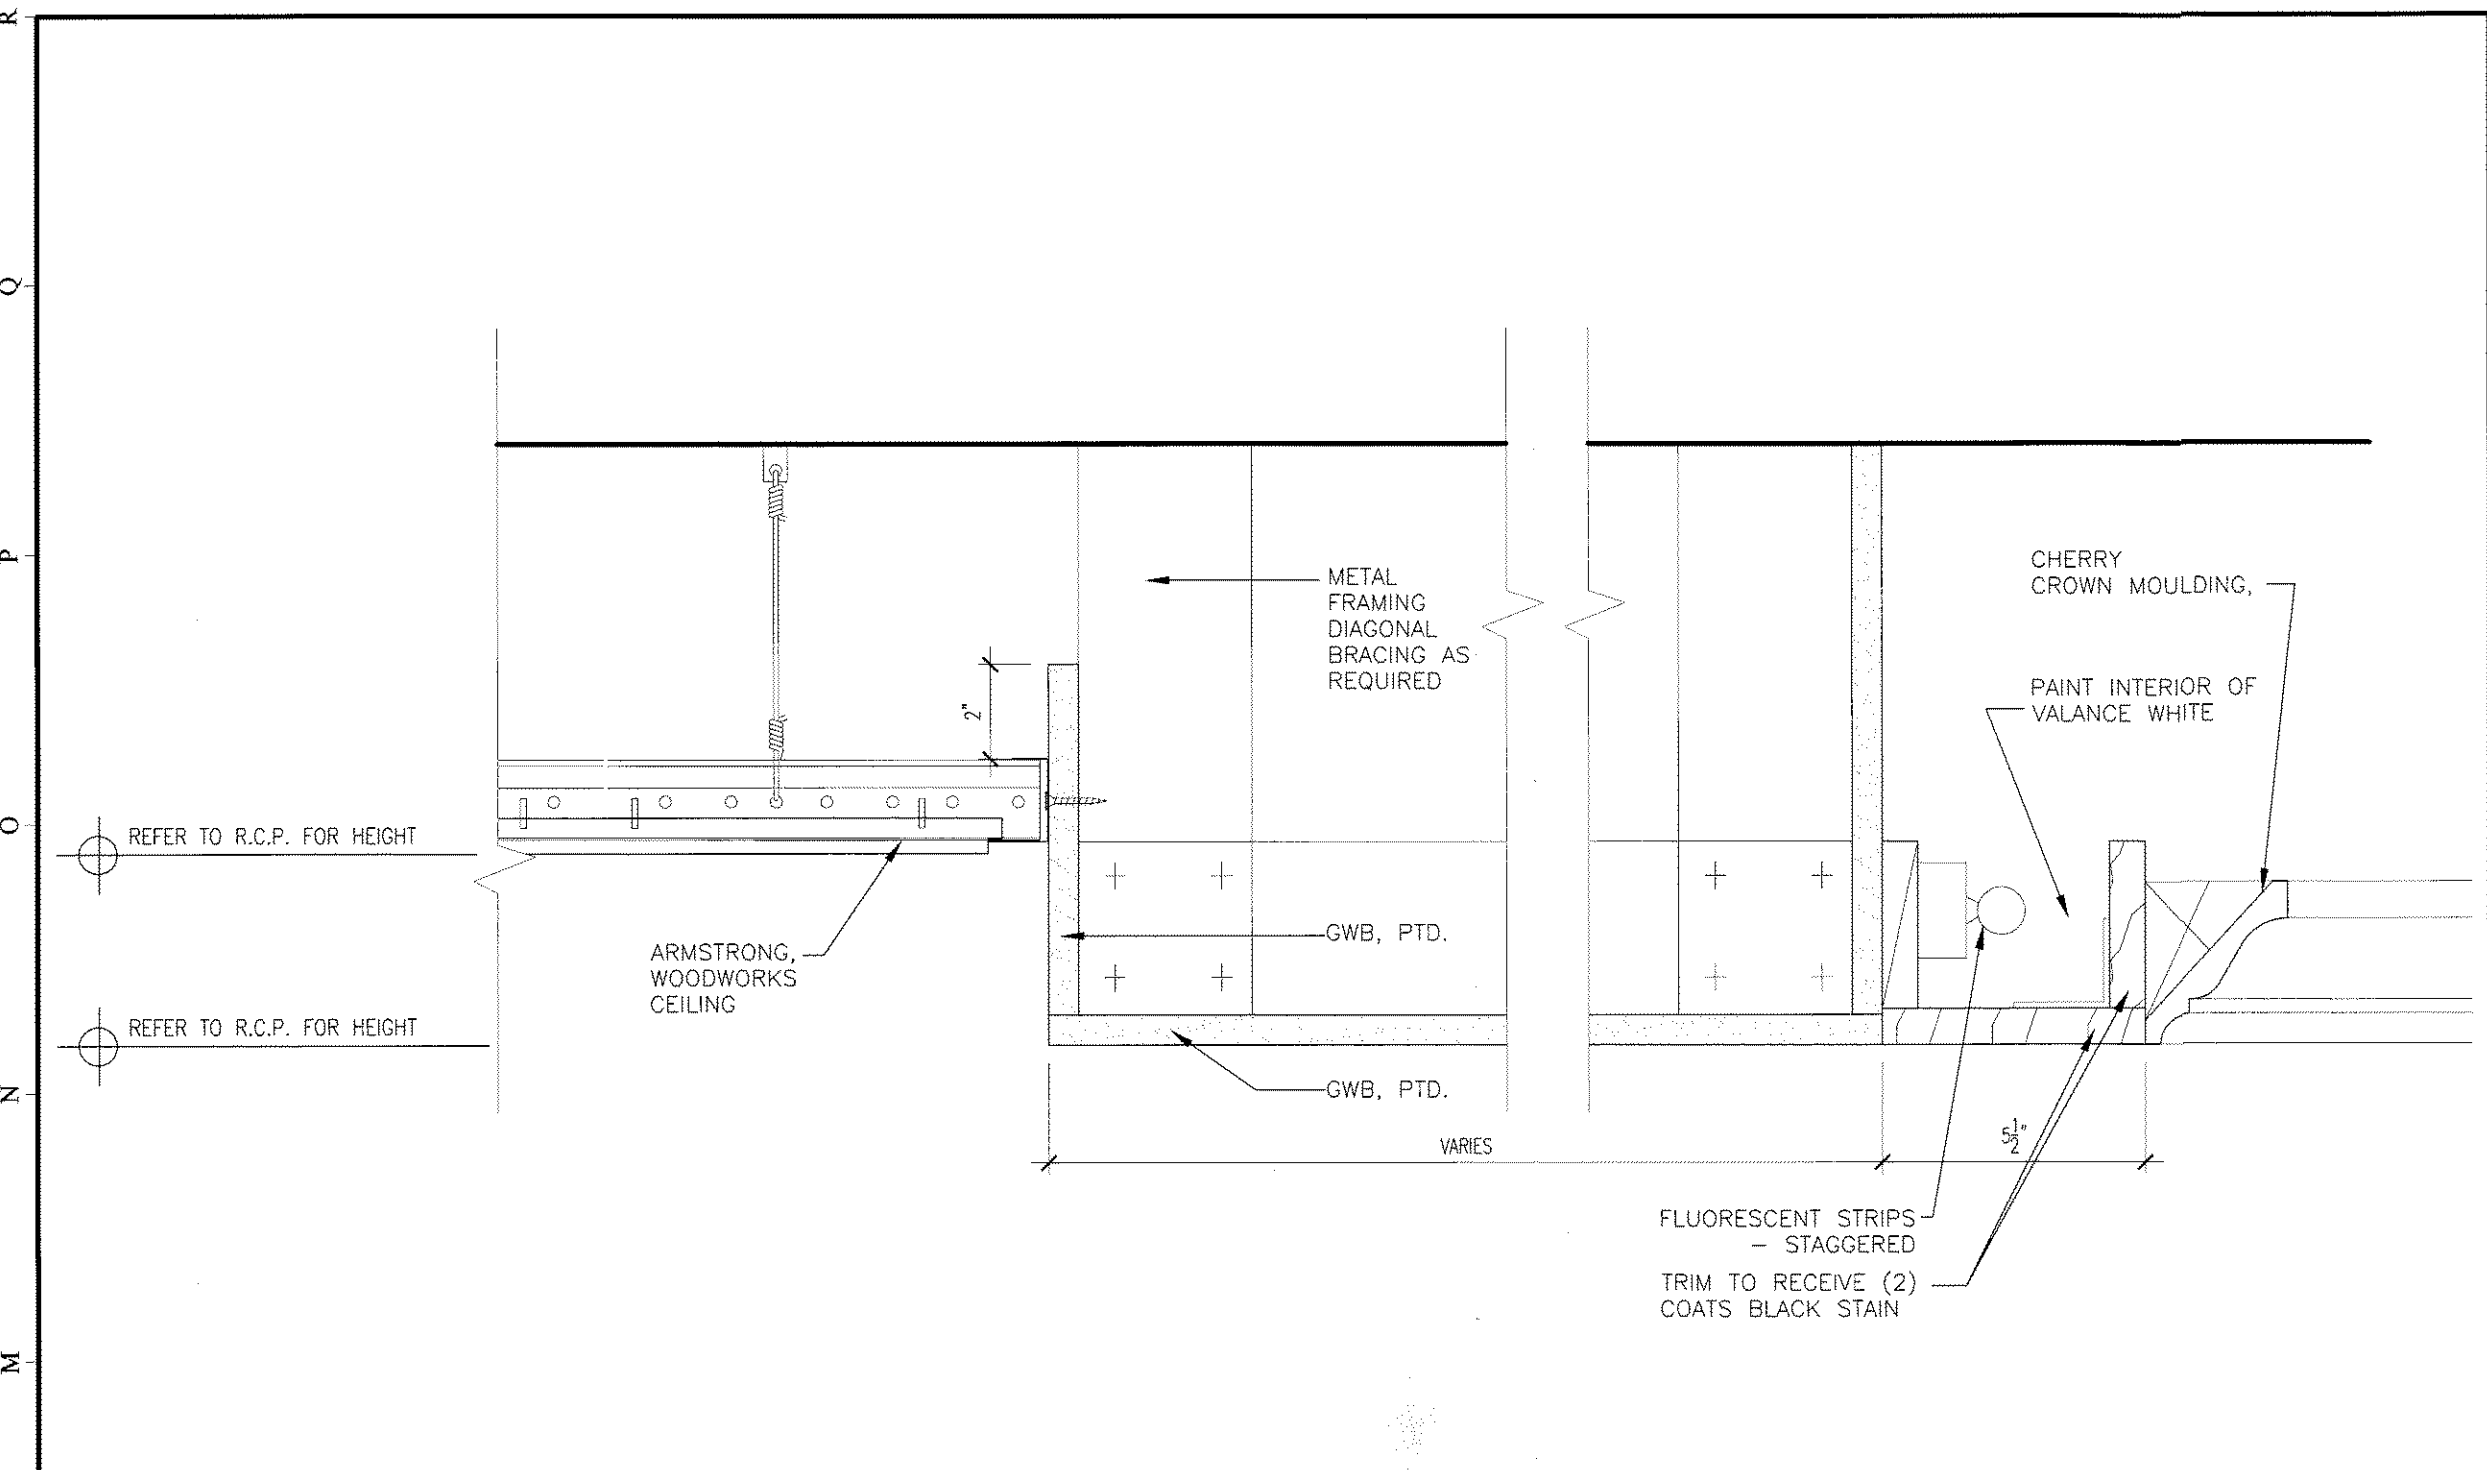 R
Q
P
O
N
M
METAL
FRAMING
DIAGONAL
BRACING AS
REQUIRED
CHERRY
CROWN MOULDING,
PAINT INTERIOR OF
VALANCE WHITE
2"
REFER TO R.C.P. FOR HEIGHT
ARMSTRONG,
WOODWORKS
CEILING
GWB, PTD.
REFER TO R.C.P. FOR HEIGHT
GWB, PTD.
VARIES
5 1/2"
FLUORESCENT STRIPS
- STAGGERED
TRIM TO RECEIVE (2)
COATS BLACK STAIN